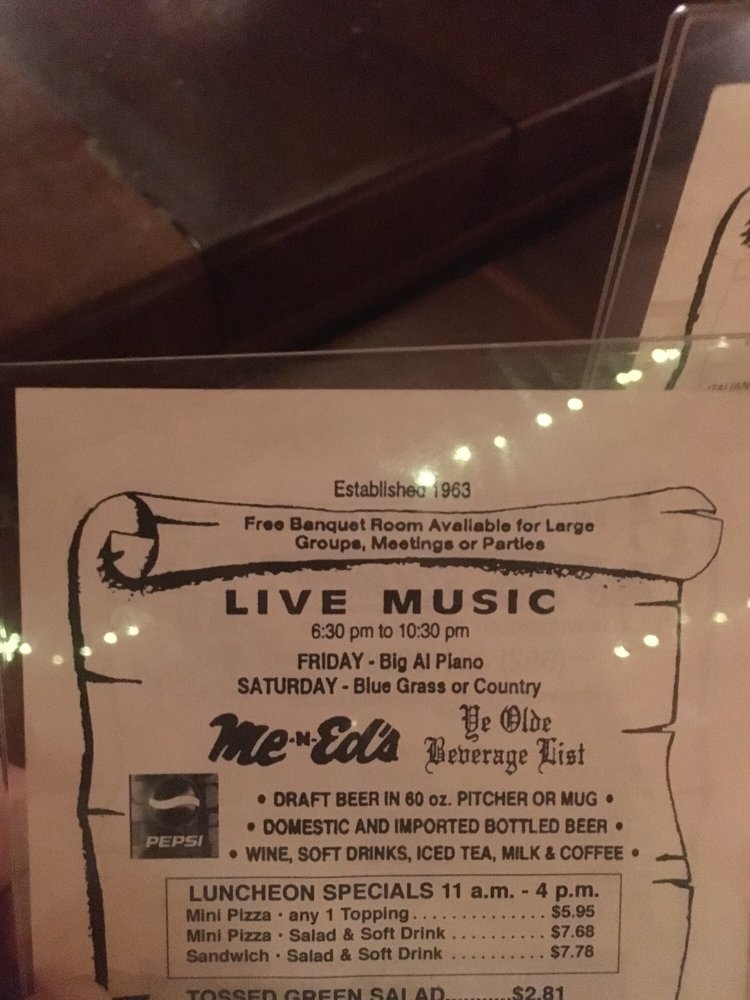 Established 1963
Free Banquet Room Available for Large
Groups, Meetings or Parties
LIVE MUSIC
6:30 pm to 10:30 pm
FRIDAY - Big Al Piano
SATURDAY - Blue Grass or Country
Me-N-Ed's
Ye Olde
Beverage List
PEPSI
• DRAFT BEER IN 60 oz. PITCHER OR MUG •
• DOMESTIC AND IMPORTED BOTTLED BEER •
• WINE, SOFT DRINKS, ICED TEA, MILK & COFFEE •
LUNCHEON SPECIALS 11 a.m. - 4 p.m.
Mini Pizza • any 1 Topping.............. $5.95
Mini Pizza • Salad & Soft Drink .......... $7.68
Sandwich • Salad & Soft Drink .......... $7.78
TOSSED GREEN SALAD..........$2.81
ITALIAN